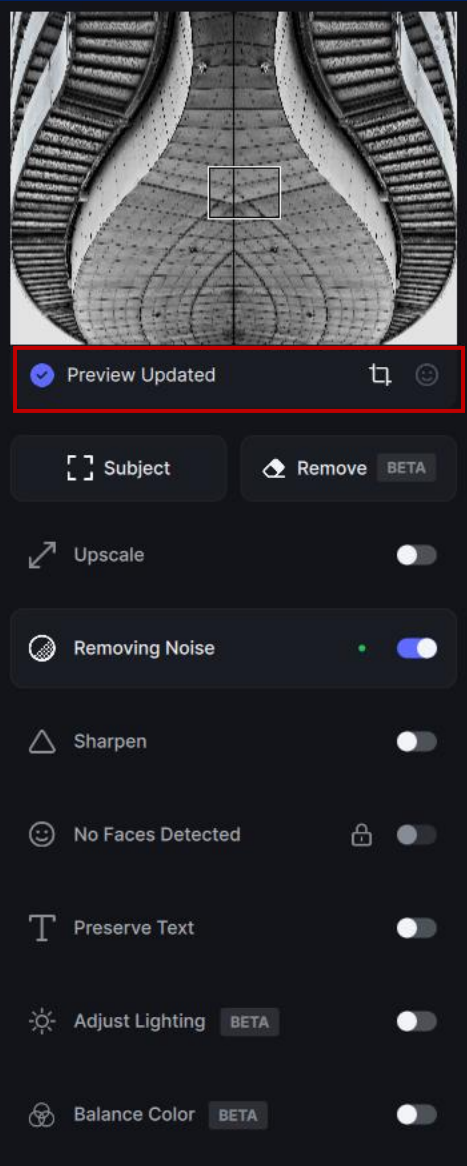 Preview Updated
Subject
Remove BETA
Upscale
Removing Noise
Sharpen
No Faces Detected
Preserve Text
Adjust Lighting BETA
Balance Color BETA